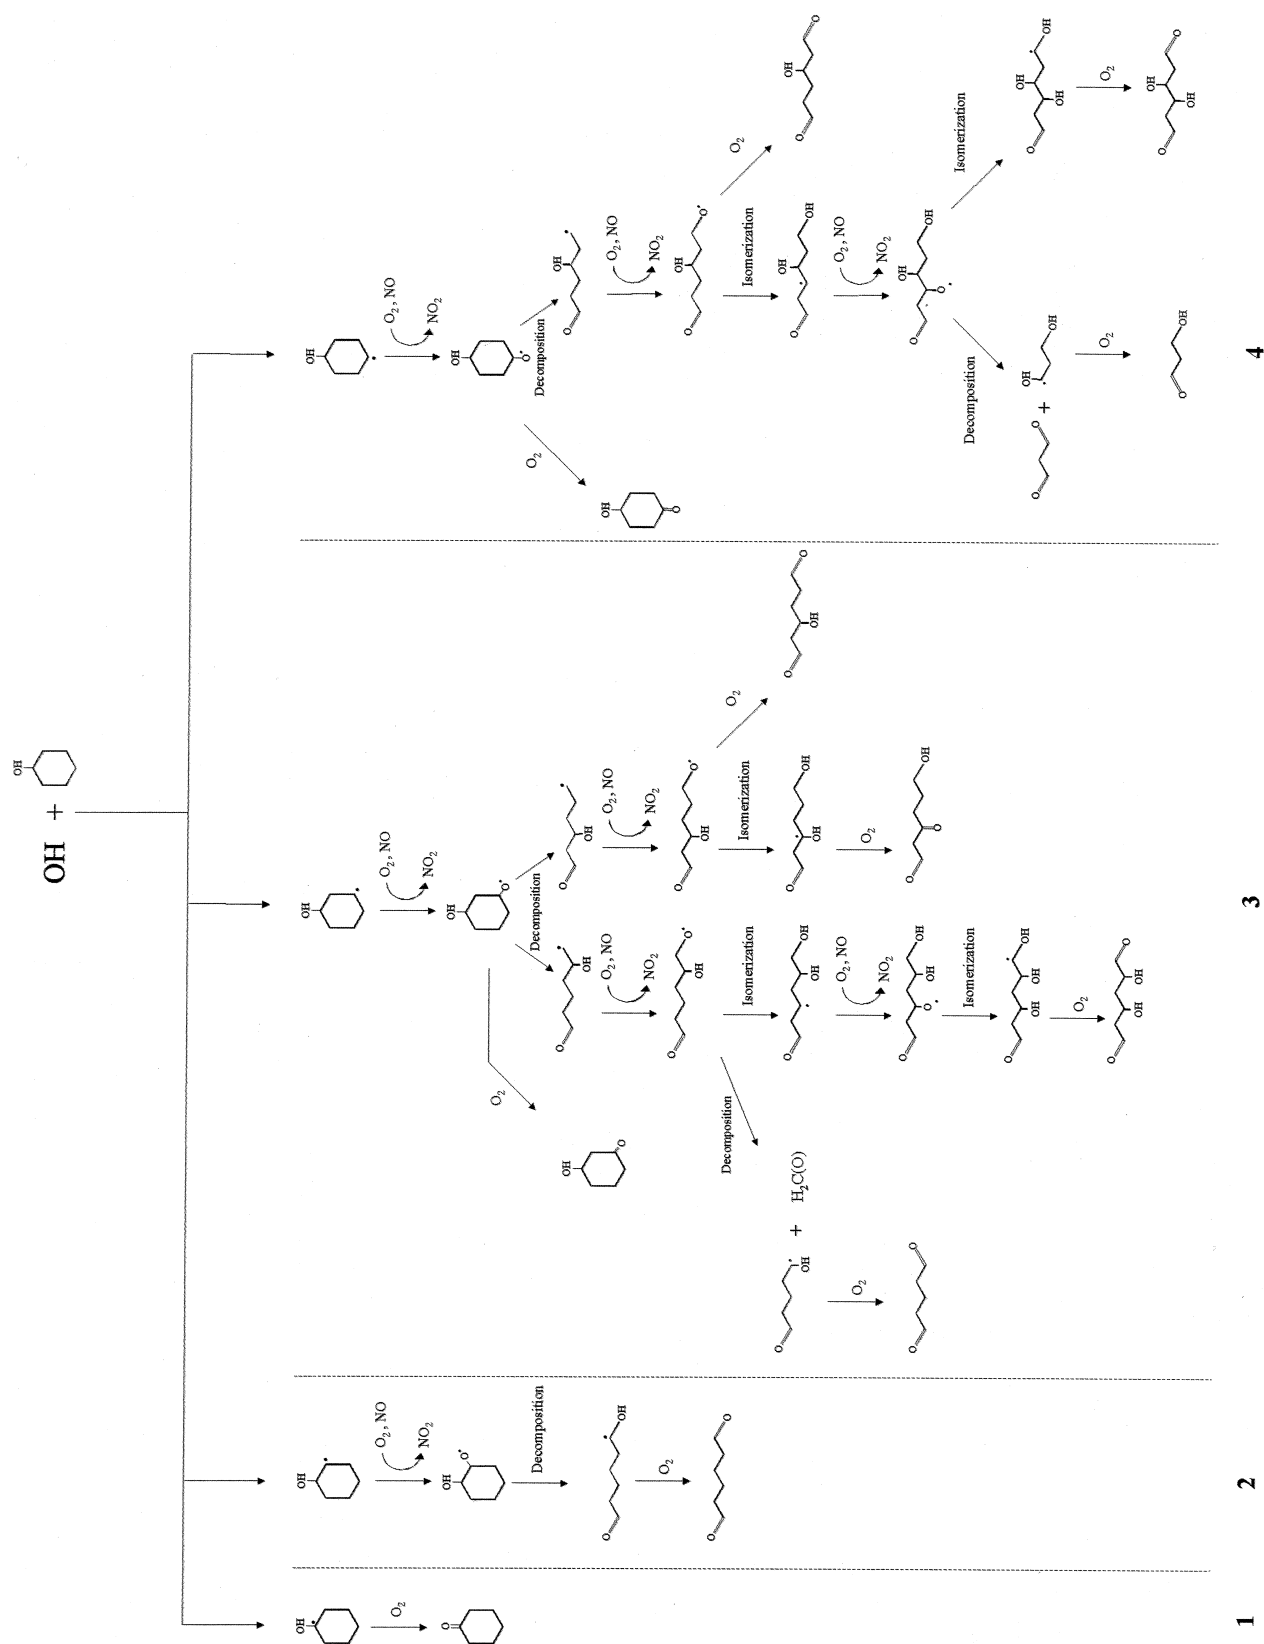 OH +
OH
OH
O₂
O
1
OH
O₂, NO
NO₂
OH
O•
Decomposition
O
OH
O₂
O
O
2
OH
O₂, NO
NO₂
OH
O•
O₂
OH
O
Decomposition
O
OH
O₂, NO
NO₂
O
OH
O•
Decomposition
O
OH
+ H₂C(O)
O₂
O
O
Isomerization
O
OH
OH
O₂, NO
NO₂
O
O•
OH
OH
Isomerization
O
OH
OH
OH
O₂
O
OH
OH
O
O
OH
O₂, NO
NO₂
O
OH
O•
O₂
O
OH
O
Isomerization
O
OH
OH
O₂
O
O
OH
3
OH
O₂, NO
NO₂
OH
O•
O₂
OH
O
Decomposition
O
OH
O₂, NO
NO₂
O
OH
O•
O₂
O
OH
O
Isomerization
O
OH
OH
O₂, NO
NO₂
O
O•
OH
OH
Decomposition
O
O
+
OH
OH
O₂
O
OH
Isomerization
O
OH
OH
OH
O₂
O
OH
OH
O
4